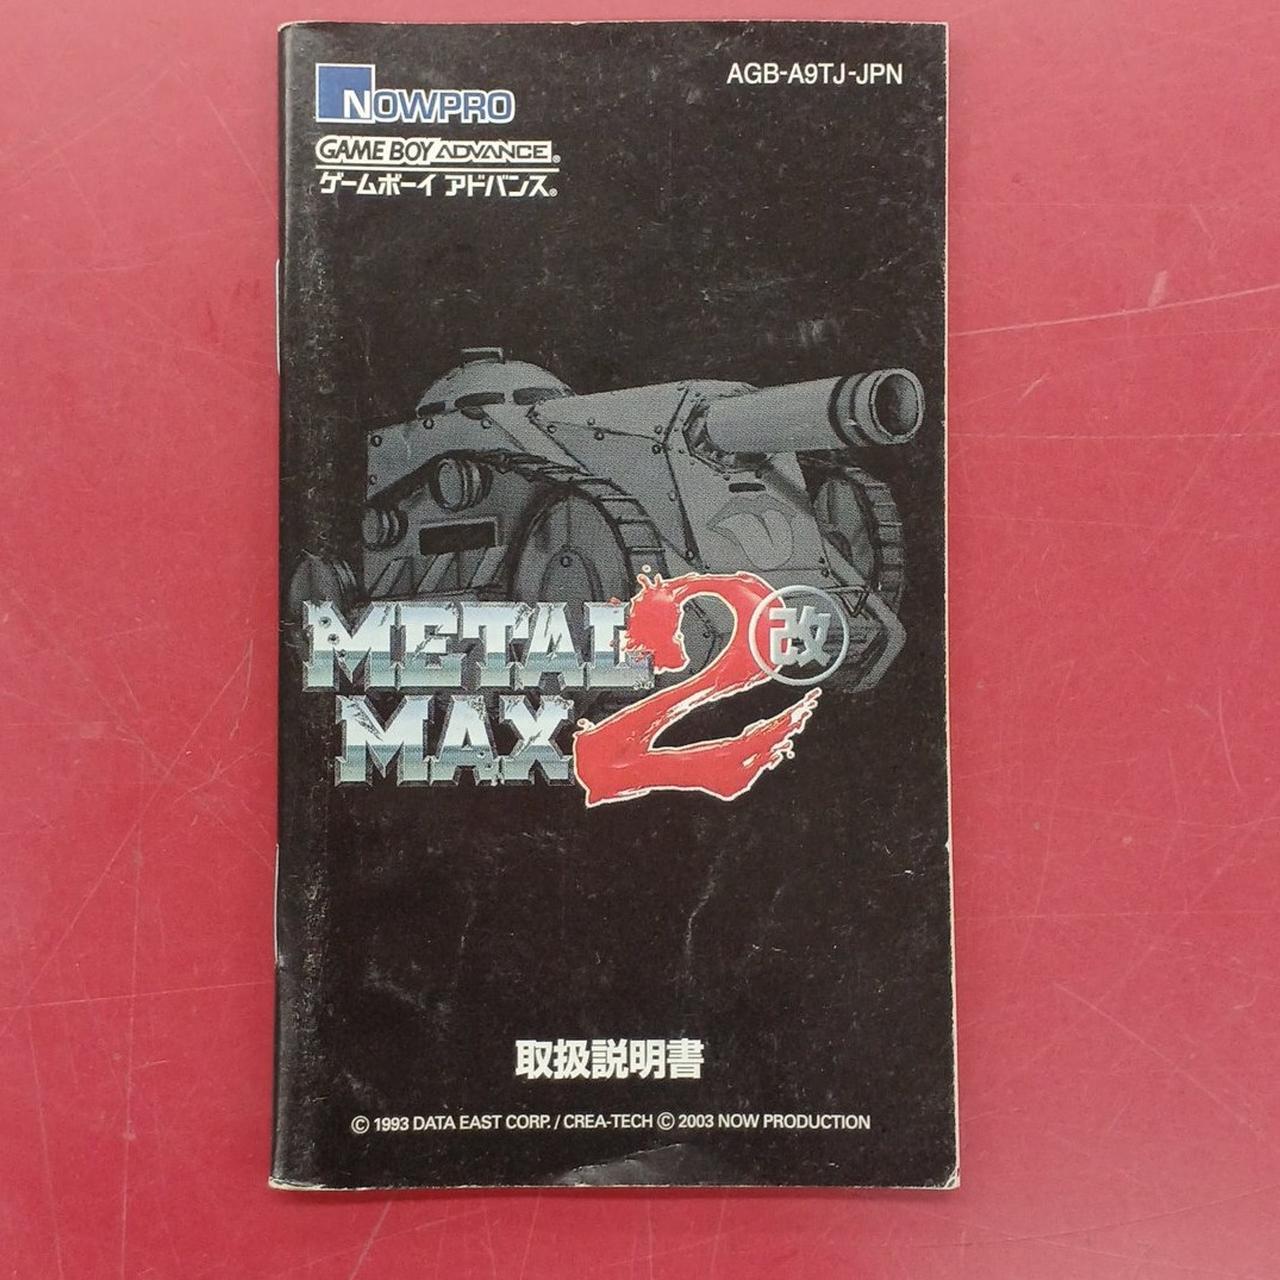 NOWPRO
AGB-A9TJ-JPN
GAME BOY ADVANCE®
ゲームボーイ アドバンス®
METAL
MAX
2
改
取扱説明書
© 1993 DATA EAST CORP. / CREA-TECH © 2003 NOW PRODUCTION